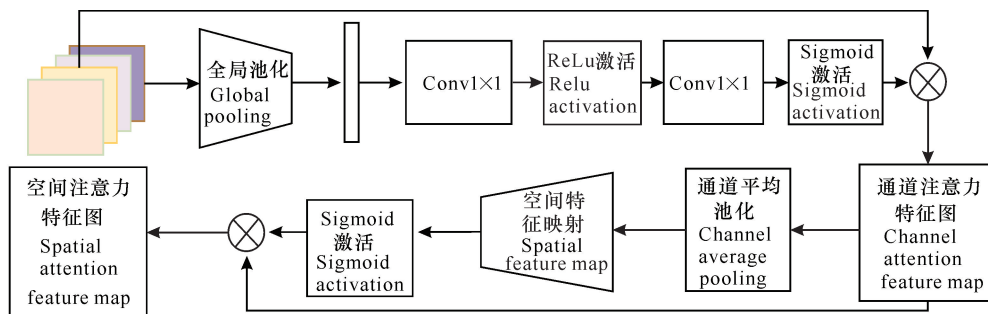 全局池化
Global
pooling
Conv1×1
ReLu激活
Relu
activation
Conv1×1
Sigmoid
激活
Sigmoid
activation
空间注意力
特征图
Spatial
attention
feature map
Sigmoid
激活
Sigmoid
activation
空间特
征映射
Spatial
feature map
通道平均
池化
Channel
average
pooling
通道注意力
特征图
Channel
attention
feature map